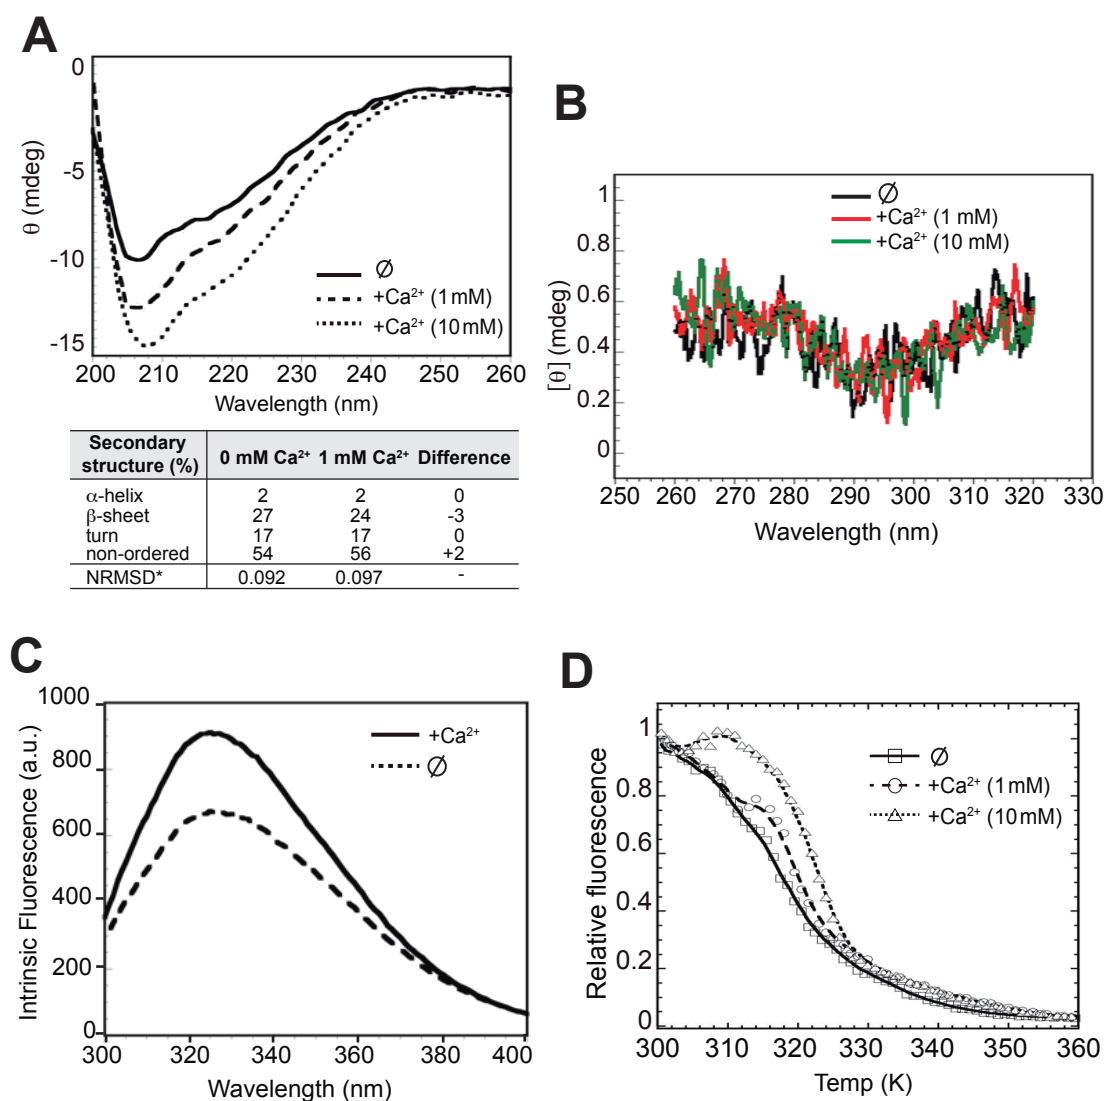 A
0
-5
-10
-15
θ (mdeg)
Ø
+Ca²⁺ (1 mM)
+Ca²⁺ (10 mM)
200 210 220 230 240 250 260
Wavelength (nm)
Secondary structure (%) 0 mM Ca²⁺ 1 mM Ca²⁺ Difference
α-helix 2 2 0
β-sheet 27 24 -3
turn 17 17 0
non-ordered 54 56 +2
NRMSD* 0.092 0.097 -
B
1
0.8
0.6
0.4
0.2
0
[θ] (mdeg)
Ø
+Ca²⁺ (1 mM)
+Ca²⁺ (10 mM)
250 260 270 280 290 300 310 320 330
Wavelength (nm)
C
1000
800
600
400
200
0
Intrinsic Fluorescence (a.u.)
+Ca²⁺
Ø
300 320 340 360 380 400
Wavelength (nm)
D
1
0.8
0.6
0.4
0.2
0
Relative fluorescence
Ø
+Ca²⁺ (1 mM)
+Ca²⁺ (10 mM)
300 310 320 330 340 350 360
Temp (K)